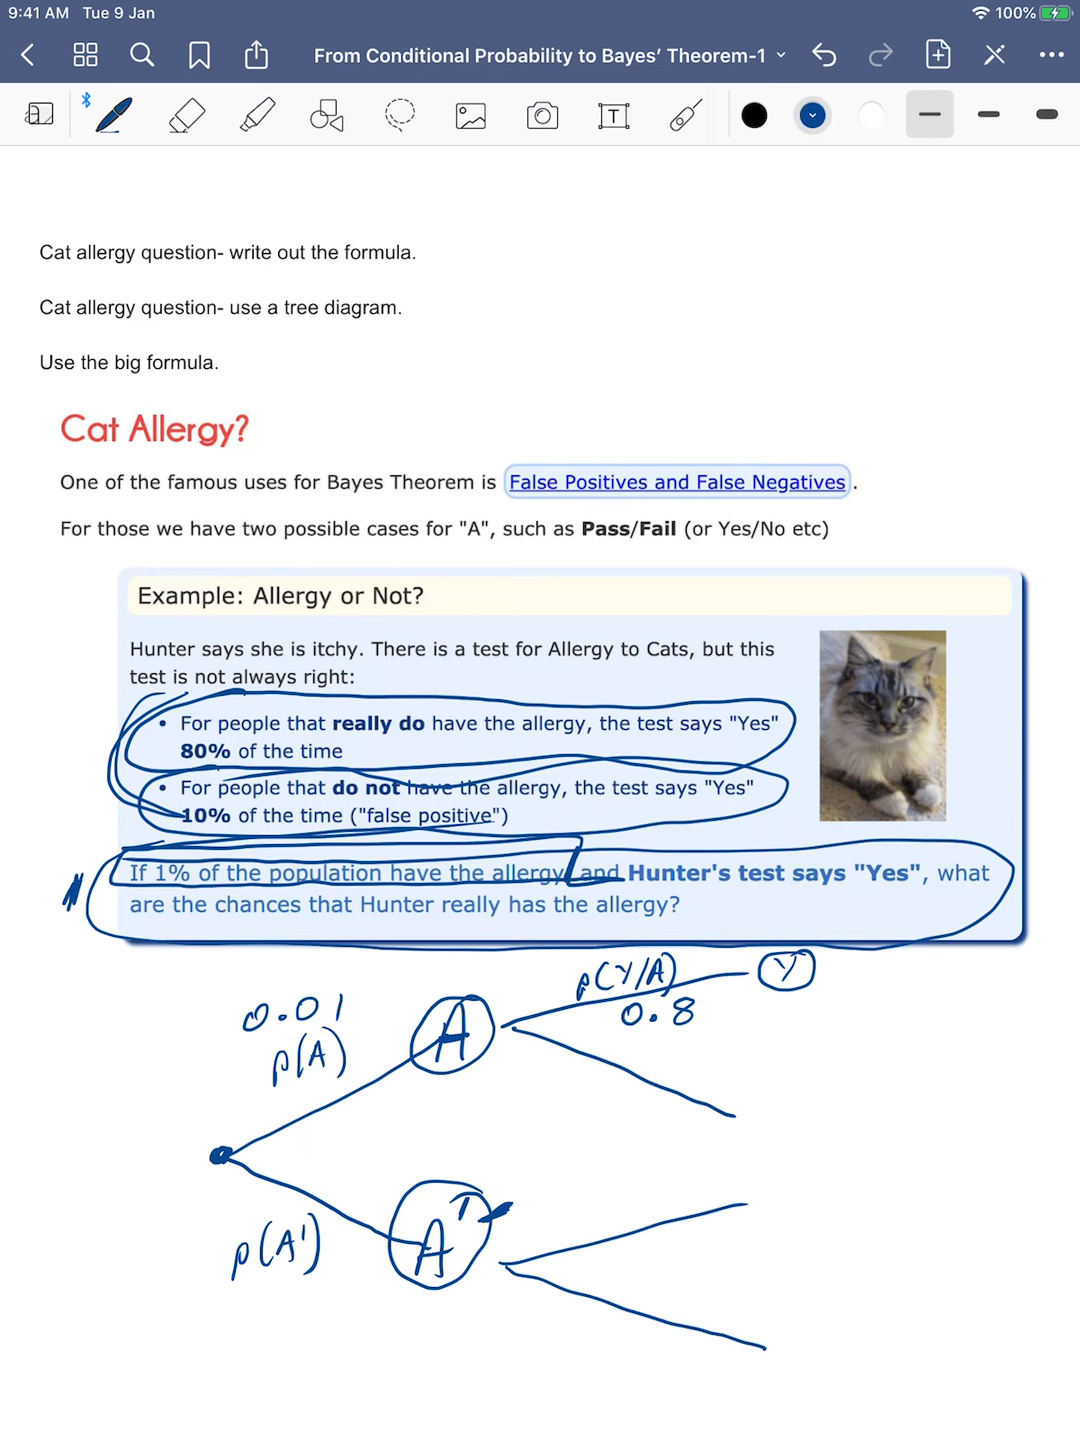 9:41 AM Tue 9 Jan 100%
From Conditional Probability to Bayes' Theorem-1
a
T
Cat allergy question- write out the formula.
Cat allergy question- use a tree diagram.
Use the big formula.
Cat Allergy?
One of the famous uses for Bayes Theorem is False Positives and False Negatives .
For those we have two possible cases for "A", such as Pass/Fail (or Yes/No etc)
Example: Allergy or Not?
Hunter says she is itchy. There is a test for Allergy to Cats, but this
test is not always right:
• For people that really do have the allergy, the test says "Yes"
80% of the time
• For people that do not have the allergy, the test says "Yes"
10% of the time ("false positive")
If 1% of the population have the allergy, and Hunter's test says "Yes", what
are the chances that Hunter really has the allergy?
P(Y/A) Y
0.01 A 0.8
P(A)
P(A') A'